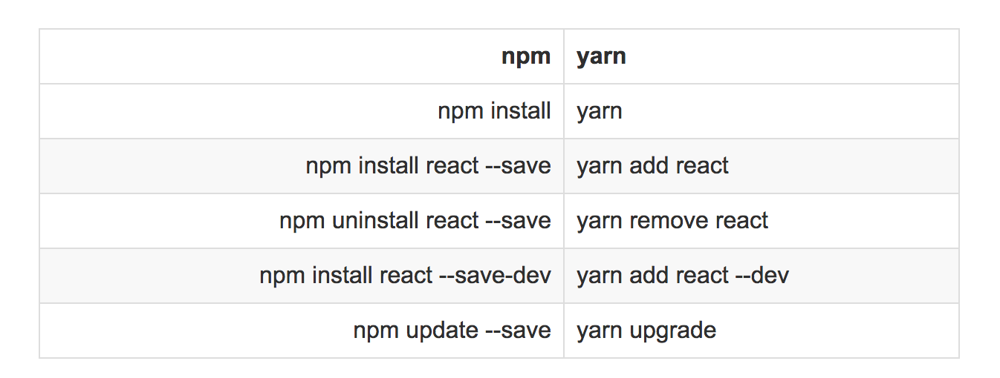 npm yarn
npm install yarn
npm install react --save yarn add react
npm uninstall react --save yarn remove react
npm install react --save-dev yarn add react --dev
npm update --save yarn upgrade